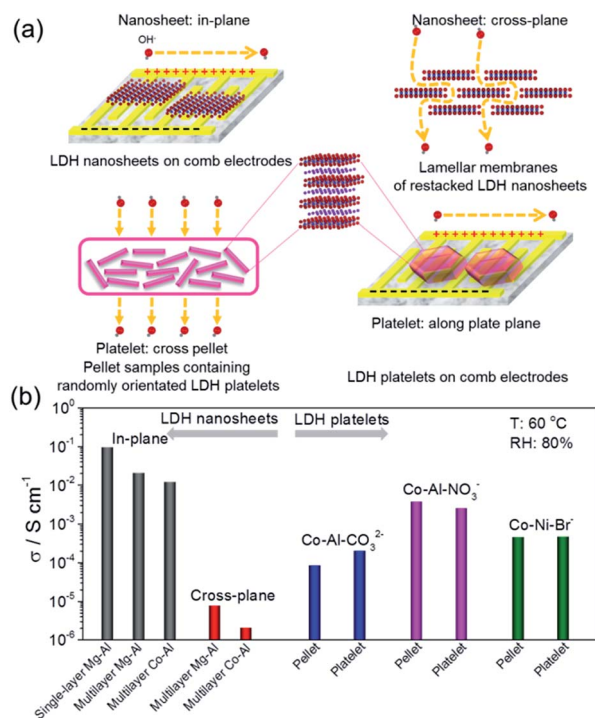 (a)
Nanosheet: in-plane
Nanosheet: cross-plane
OH⁻
+++++++++++++
LDH nanosheets on comb electrodes
Lamellar membranes
of restacked LDH nanosheets
+++++++++++++
Platelet: along plate plane
Platelet: cross pellet
Pellet samples containing
randomly orientated LDH platelets
LDH platelets on comb electrodes
(b)
σ / S cm⁻¹
10⁰
10⁻¹
10⁻²
10⁻³
10⁻⁴
10⁻⁵
10⁻⁶
LDH nanosheets
LDH platelets
T: 60 °C
RH: 80%
In-plane
Cross-plane
Co-Al-CO₃²⁻
Co-Al-NO₃⁻
Co-Ni-Br⁻
Single-layer Mg-Al
Multilayer Mg-Al
Multilayer Co-Al
Multilayer Mg-Al
Multilayer Co-Al
Pellet
Platelet
Pellet
Platelet
Pellet
Platelet